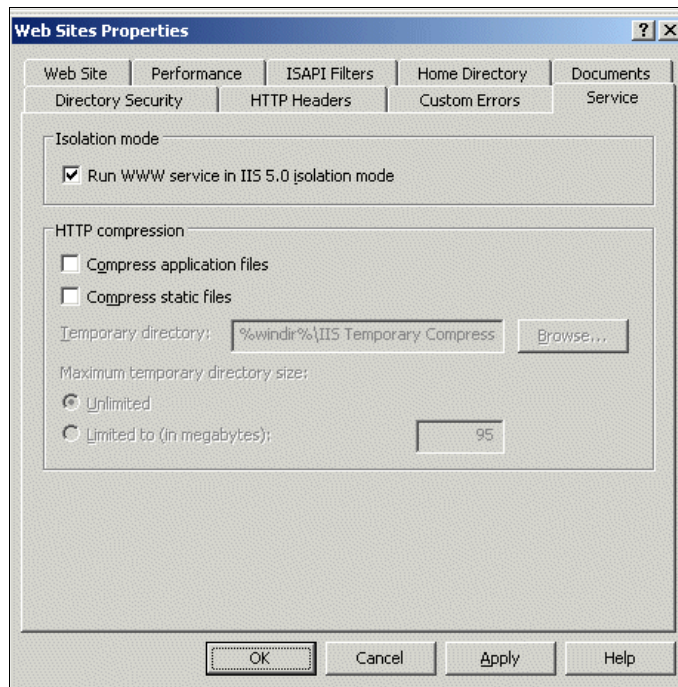 Web Sites Properties
Web Site Performance ISAPI Filters Home Directory Documents
Directory Security HTTP Headers Custom Errors Service
Isolation mode
Run WWW service in IIS 5.0 isolation mode
HTTP compression
Compress application files
Compress static files
Temporary directory: %windir%\IIS Temporary Compress Browse...
Maximum temporary directory size:
Unlimited
Limited to (in megabytes): 95
OK Cancel Apply Help